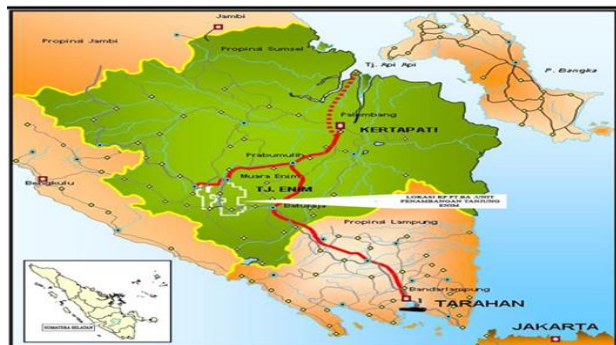 Jambi
Propinsi Jambi
Propinsi Sumsel
Tj. Api Api
P. Bangka
Palembang
KERTAPATI
Prabumulih
Muara Enim
TJ. ENIM
Bengkulu
LOKASI KP PT.BA -UNIT
PENAMBANGAN TANJUNG
ENIM
Baturaja
Propinsi Lampung
Bandarlampung
TARAHAN
SUMATERA SELATAN
JAKARTA